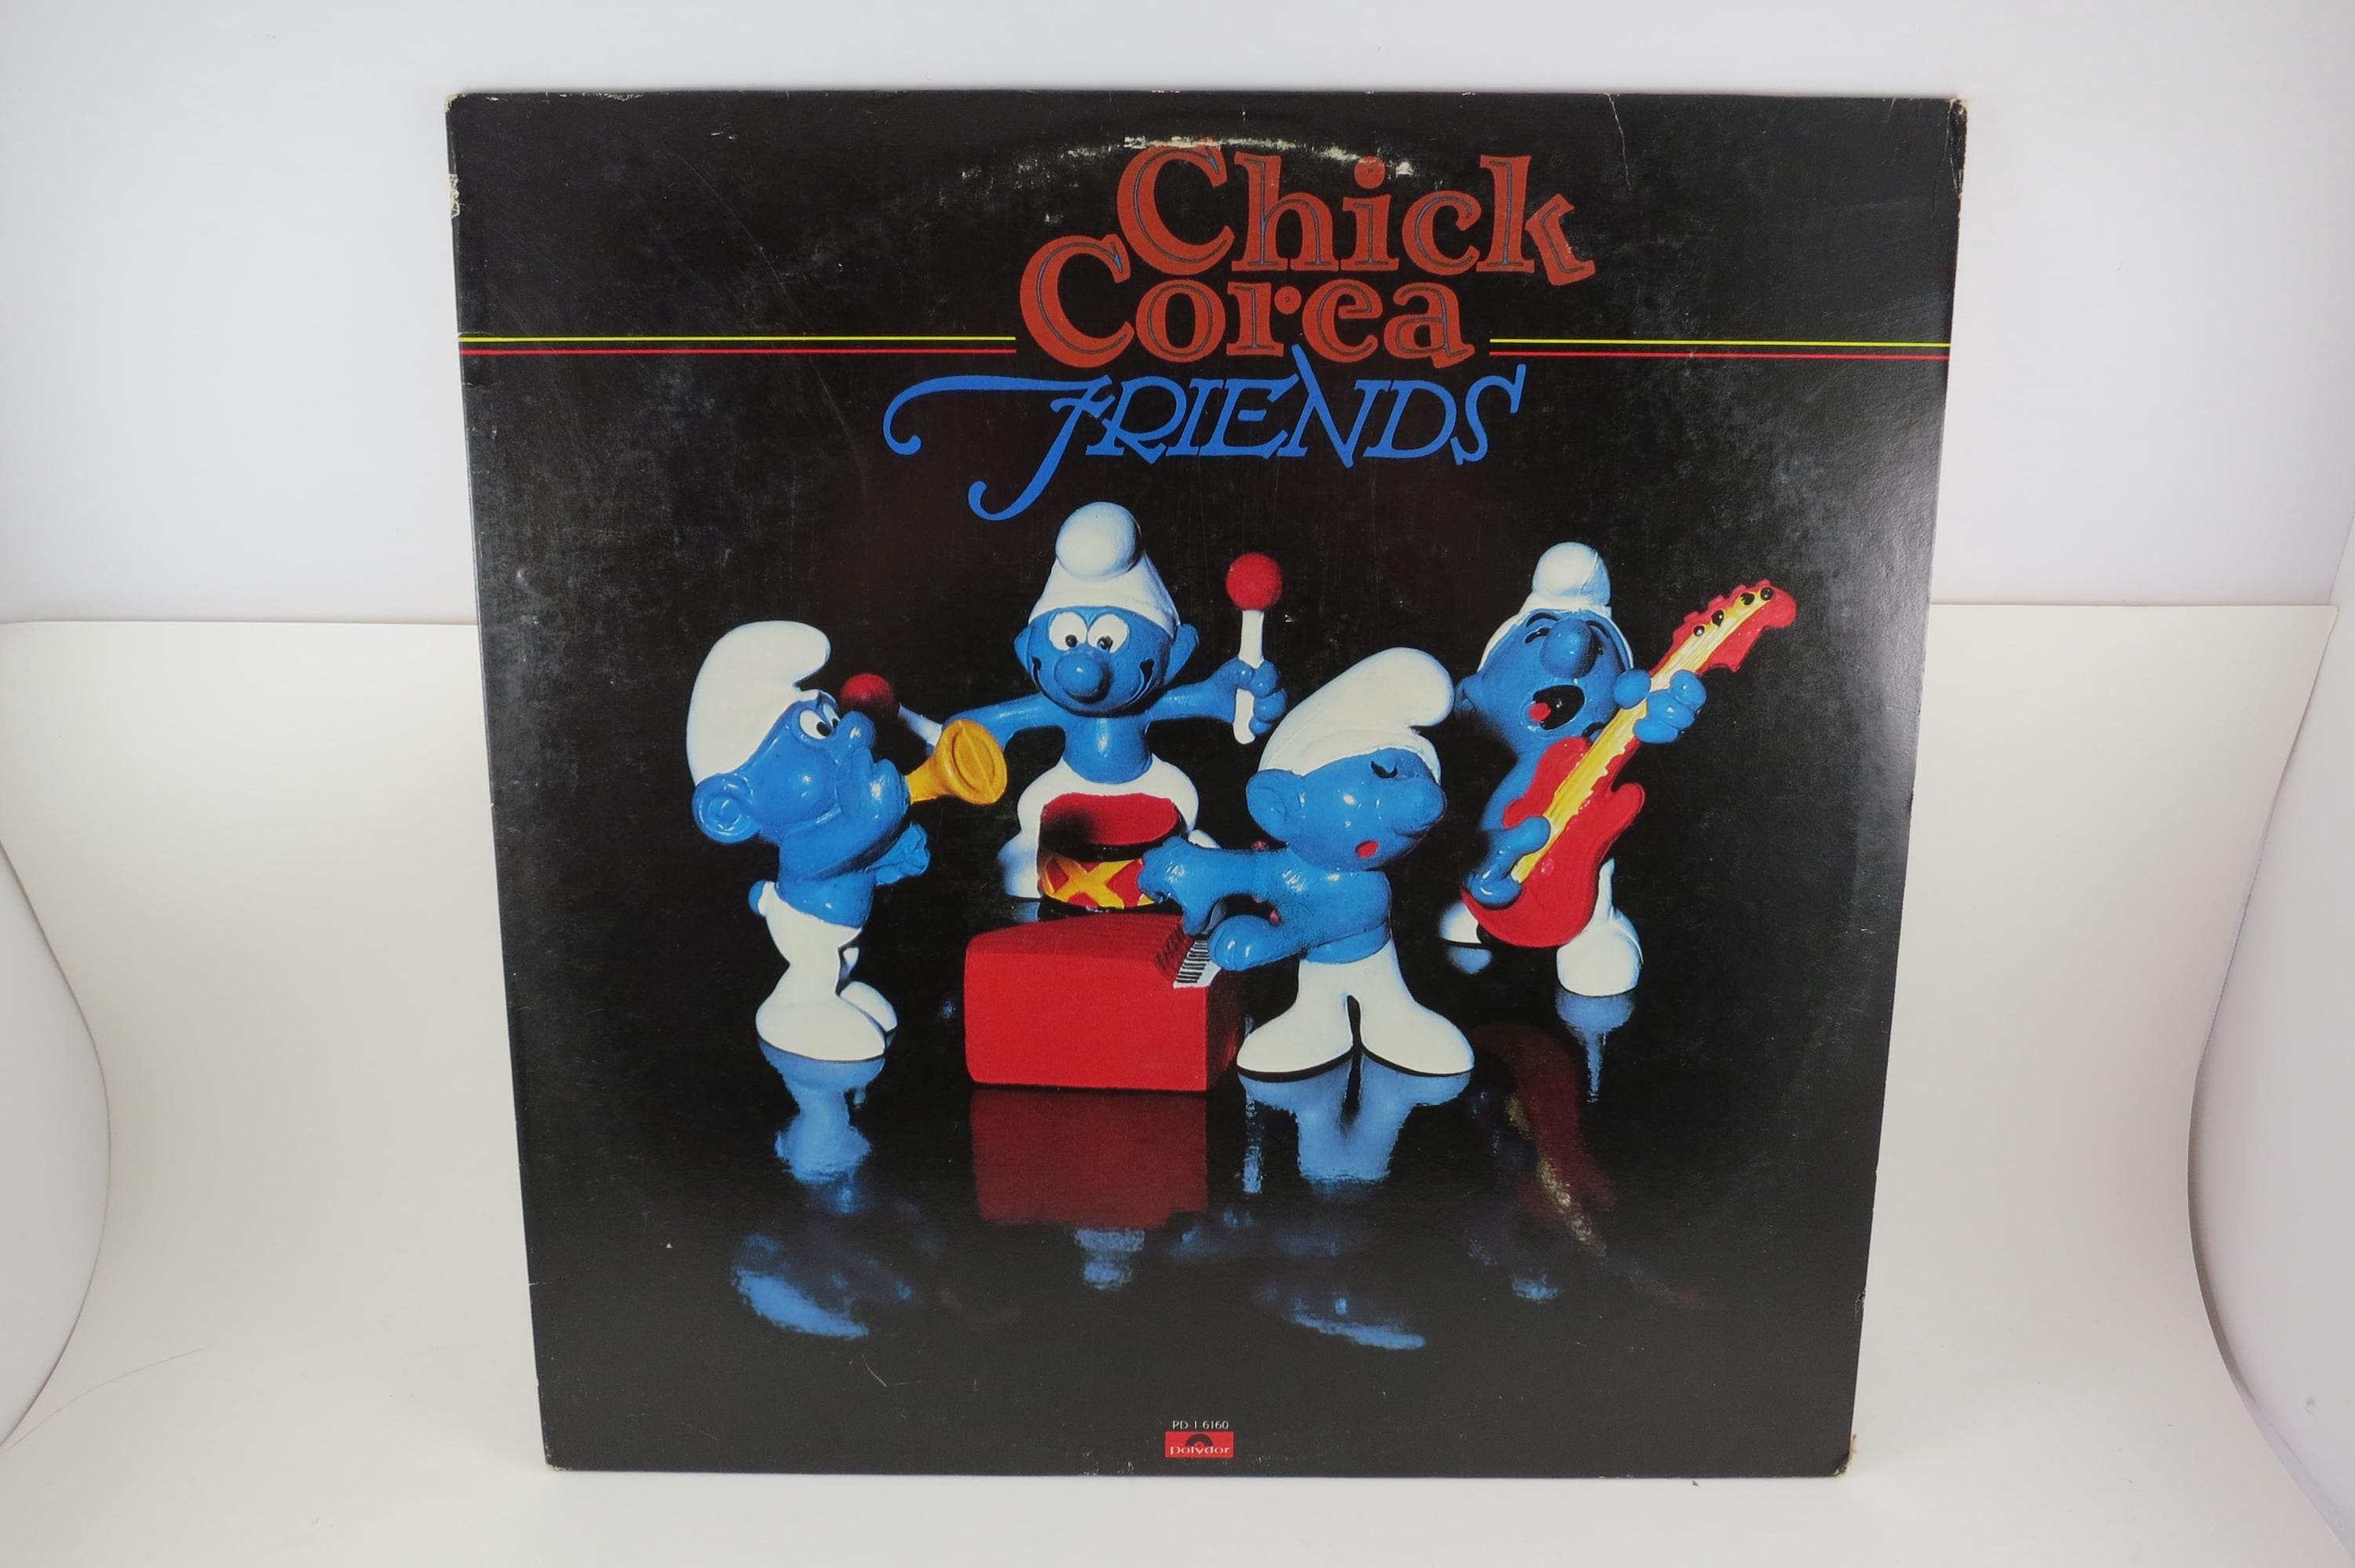 Chick
Corea
FRIENDS
PD-1-6160
polydor